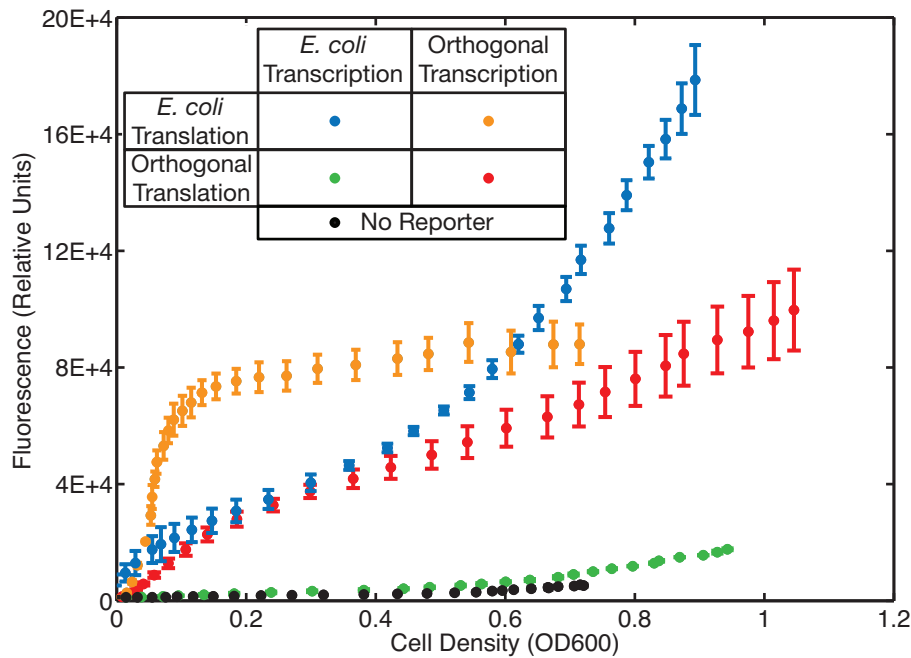 20E+4
16E+4
12E+4
8E+4
4E+4
0
0
0.2
0.4
0.6
0.8
1
1.2
Fluorescence (Relative Units)
Cell Density (OD600)
E. coli
Transcription
Orthogonal
Transcription
E. coli
Translation
Orthogonal
Translation
No Reporter